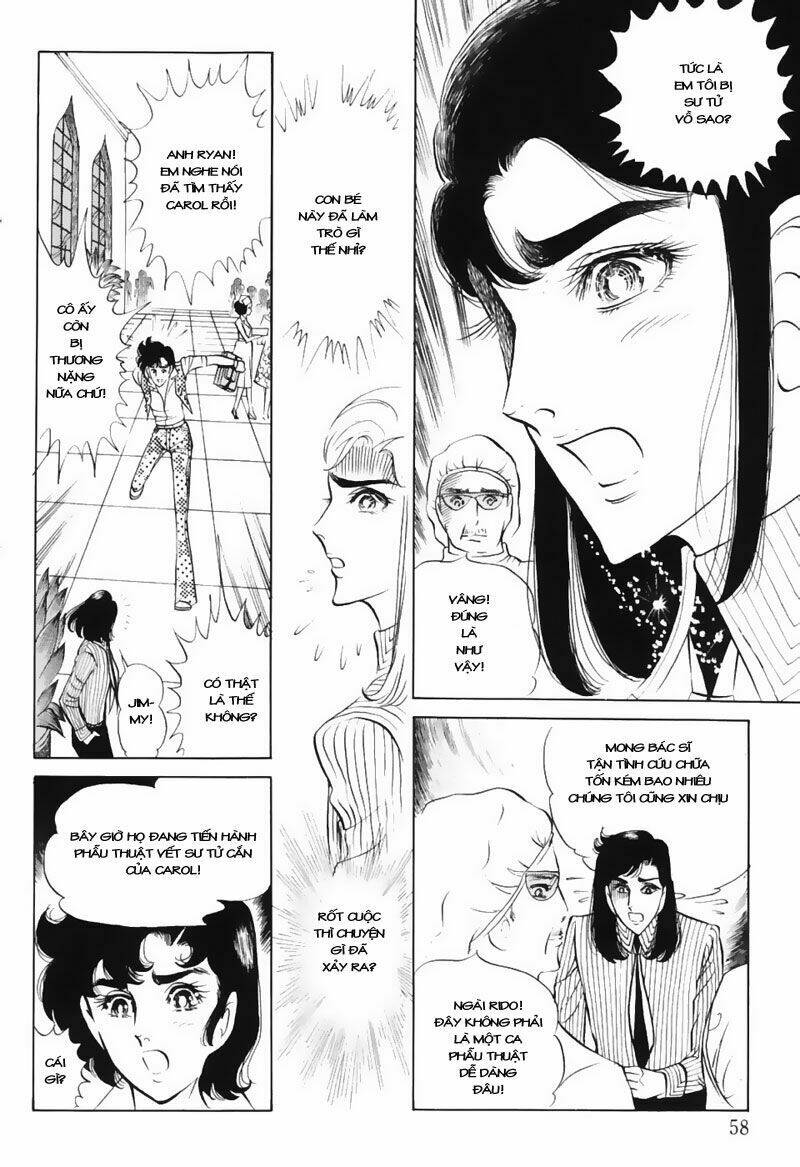 TỨC LÀ
EM TÔI BỊ
SƯ TỬ
VỒ SAO?
VÂNG!
ĐÚNG
LÀ
NHƯ
VẬY!
MONG BÁC SĨ
TẬN TÌNH CỨU CHỮA
TỐN KÉM BAO NHIÊU
CHÚNG TÔI CŨNG XIN CHỊU
NGÀI RIDO!
ĐÂY KHÔNG PHẢI
LÀ MỘT CA
PHẪU THUẬT
DỄ DÀNG
ĐÂU!
CON BÉ
NÀY ĐÃ LÀM
TRÒ GÌ
THẾ NHỈ?
RỐT CUỘC
THÌ CHUYỆN
GÌ ĐÃ
XẢY RA?
ANH RYAN!
EM NGHE NÓI
ĐÃ TÌM THẤY
CAROL RỒI!
CÔ ẤY
CÒN
BỊ
THƯƠNG
NẶNG
NỮA CHỨ!
CÓ THẬT
LÀ THẾ
KHÔNG?
JIM-
MY!
BÂY GIỜ HỌ ĐANG TIẾN HÀNH
PHẪU THUẬT VẾT SƯ TỬ CẮN
CỦA CAROL!
CÁI
GÌ?
58